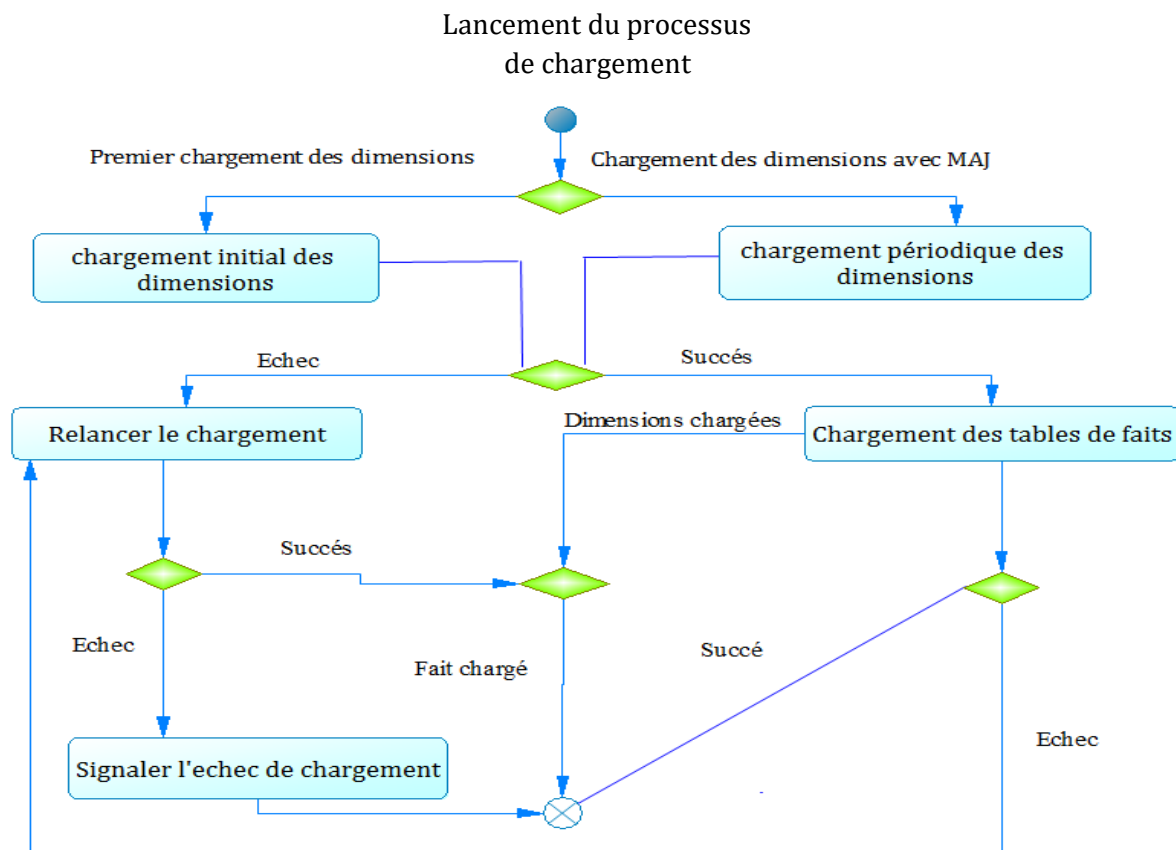 Lancement du processus
de chargement
Premier chargement des dimensions
Chargement des dimensions avec MAJ
chargement initial des
dimensions
chargement périodique des
dimensions
Echec
Succés
Relancer le chargement
Dimensions chargées
Chargement des tables de faits
Succés
Echec
Fait chargé
Succé
Echec
Signaler l'echec de chargement